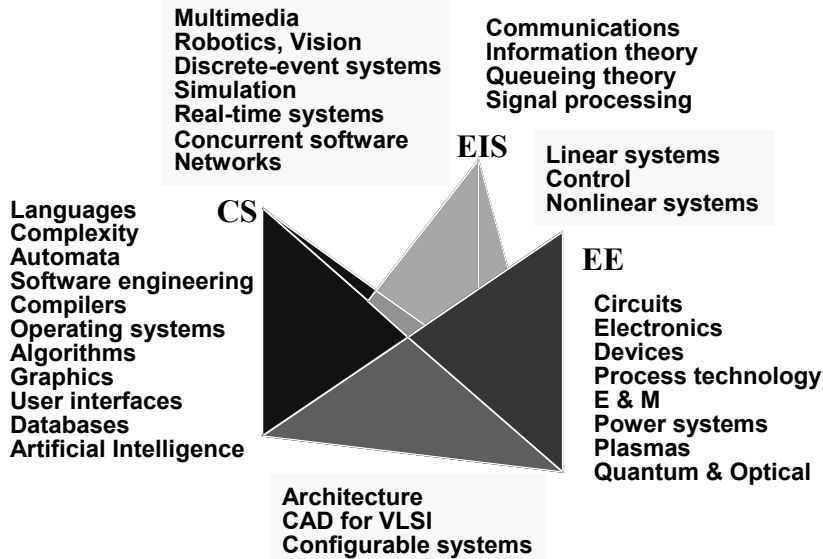 Multimedia
Robotics, Vision
Discrete-event systems
Simulation
Real-time systems
Concurrent software
Networks
Communications
Information theory
Queueing theory
Signal processing
EIS
Linear systems
Control
Nonlinear systems
CS
Languages
Complexity
Automata
Software engineering
Compilers
Operating systems
Algorithms
Graphics
User interfaces
Databases
Artificial Intelligence
EE
Circuits
Electronics
Devices
Process technology
E & M
Power systems
Plasmas
Quantum & Optical
Architecture
CAD for VLSI
Configurable systems